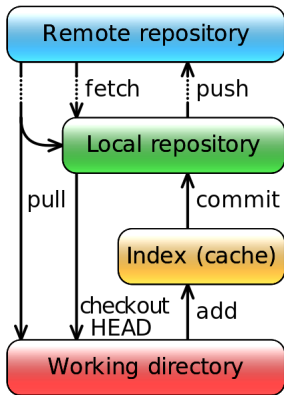 Remote repository
fetch
push
Local repository
pull
commit
Index (cache)
checkout
HEAD
add
Working directory